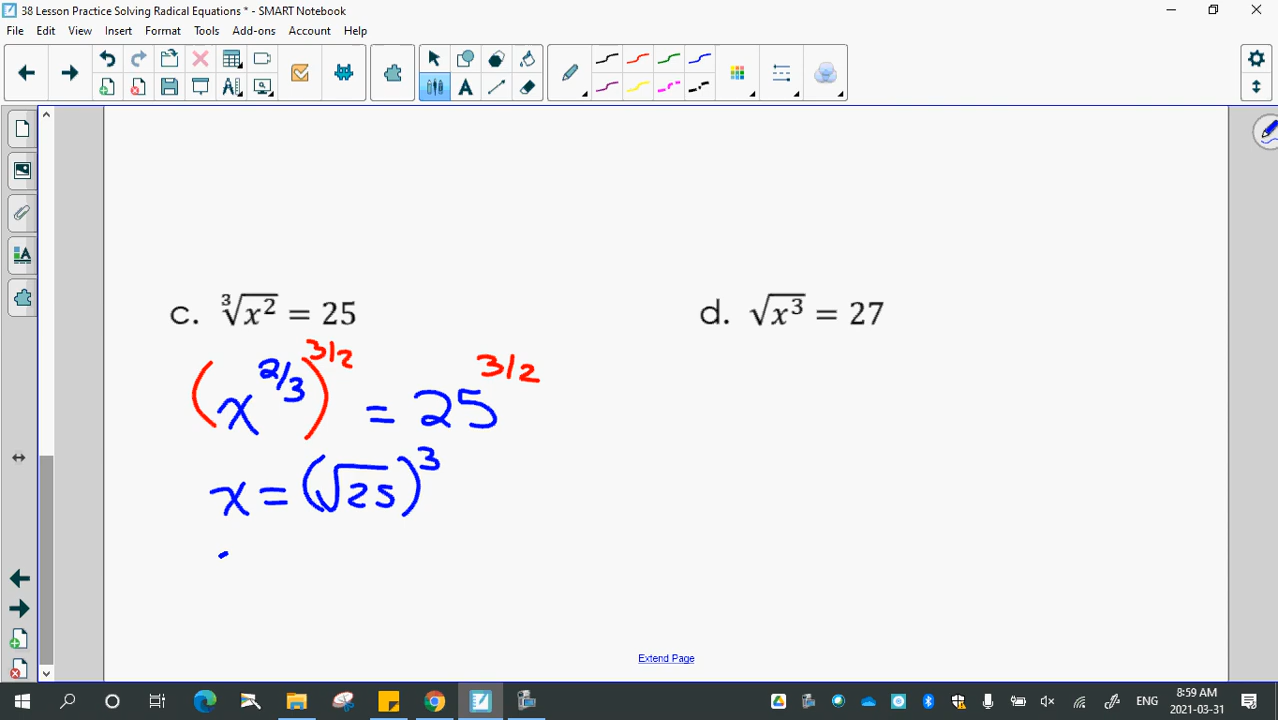 38 Lesson Practice Solving Radical Equations * - SMART Notebook
File Edit View Insert Format Tools Add-ons Account Help
c. ∛x² = 25
d. √x³ = 27
(x^2/3)^3/2 = 25^3/2
x = (√25)³
Extend Page
ENG
8:59 AM
2021-03-31